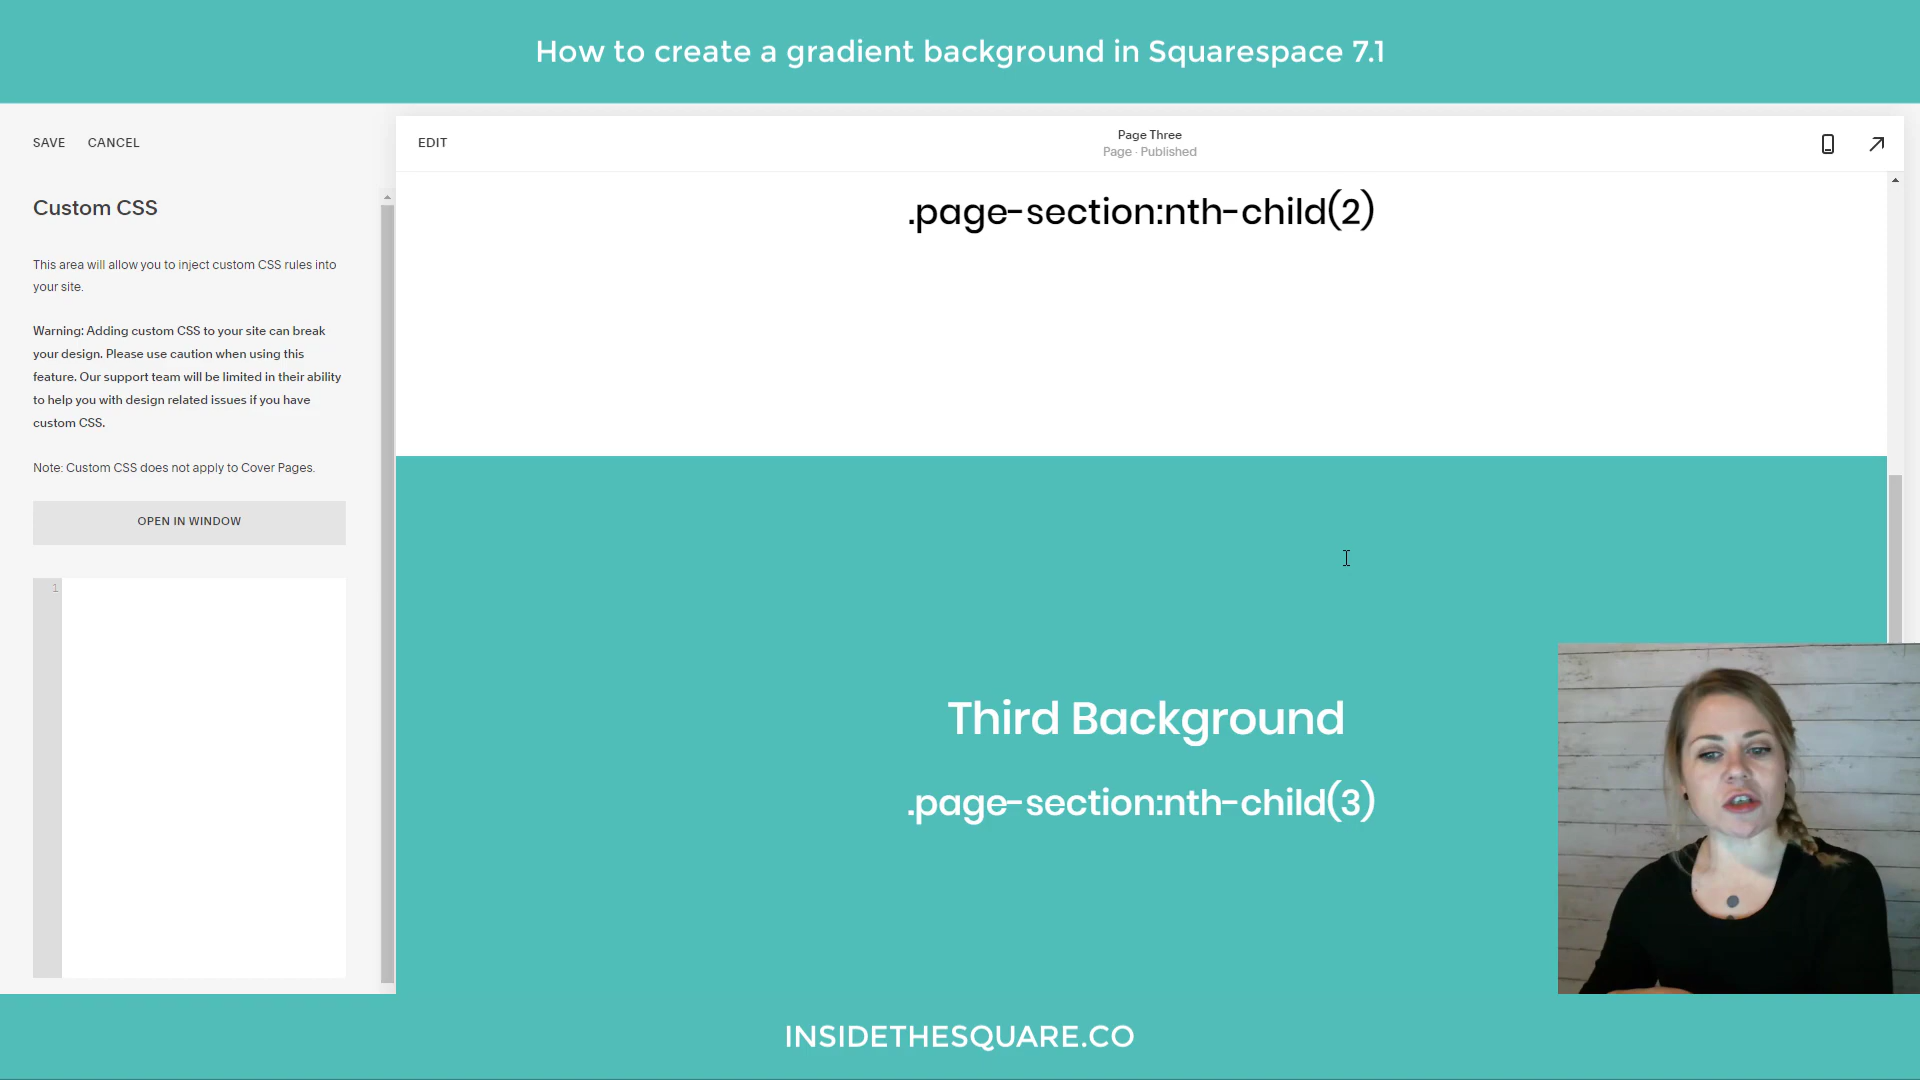 How to create a gradient background in Squarespace 7.1
SAVE CANCEL
Custom CSS
This area will allow you to inject custom CSS rules into
your site.
Warning: Adding custom CSS to your site can break
your design. Please use caution when using this
feature. Our support team will be limited in their ability
to help you with design related issues if you have
custom CSS.
Note: Custom CSS does not apply to Cover Pages.
OPEN IN WINDOW
1
EDIT
Page Three
Page · Published
.page-section:nth-child(2)
Third Background
.page-section:nth-child(3)
INSIDETHESQUARE.CO